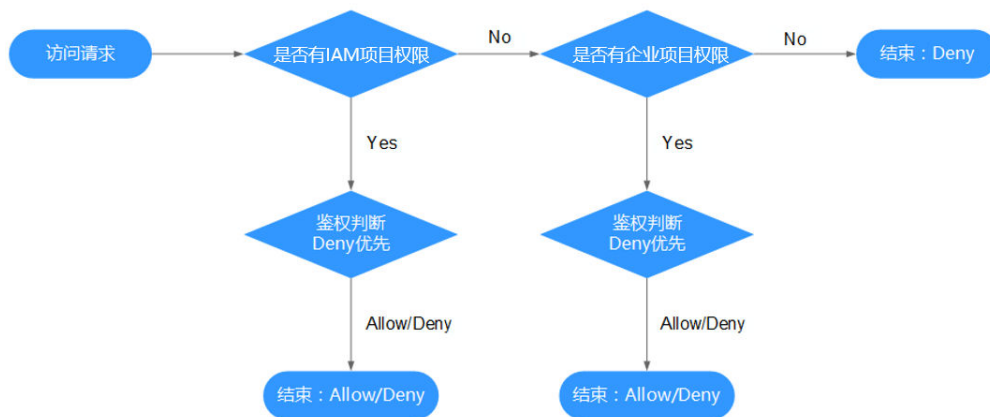 访问请求
是否有IAM项目权限
No
是否有企业项目权限
No
结束：Deny
Yes
Yes
鉴权判断
Deny优先
鉴权判断
Deny优先
Allow/Deny
Allow/Deny
结束：Allow/Deny
结束：Allow/Deny